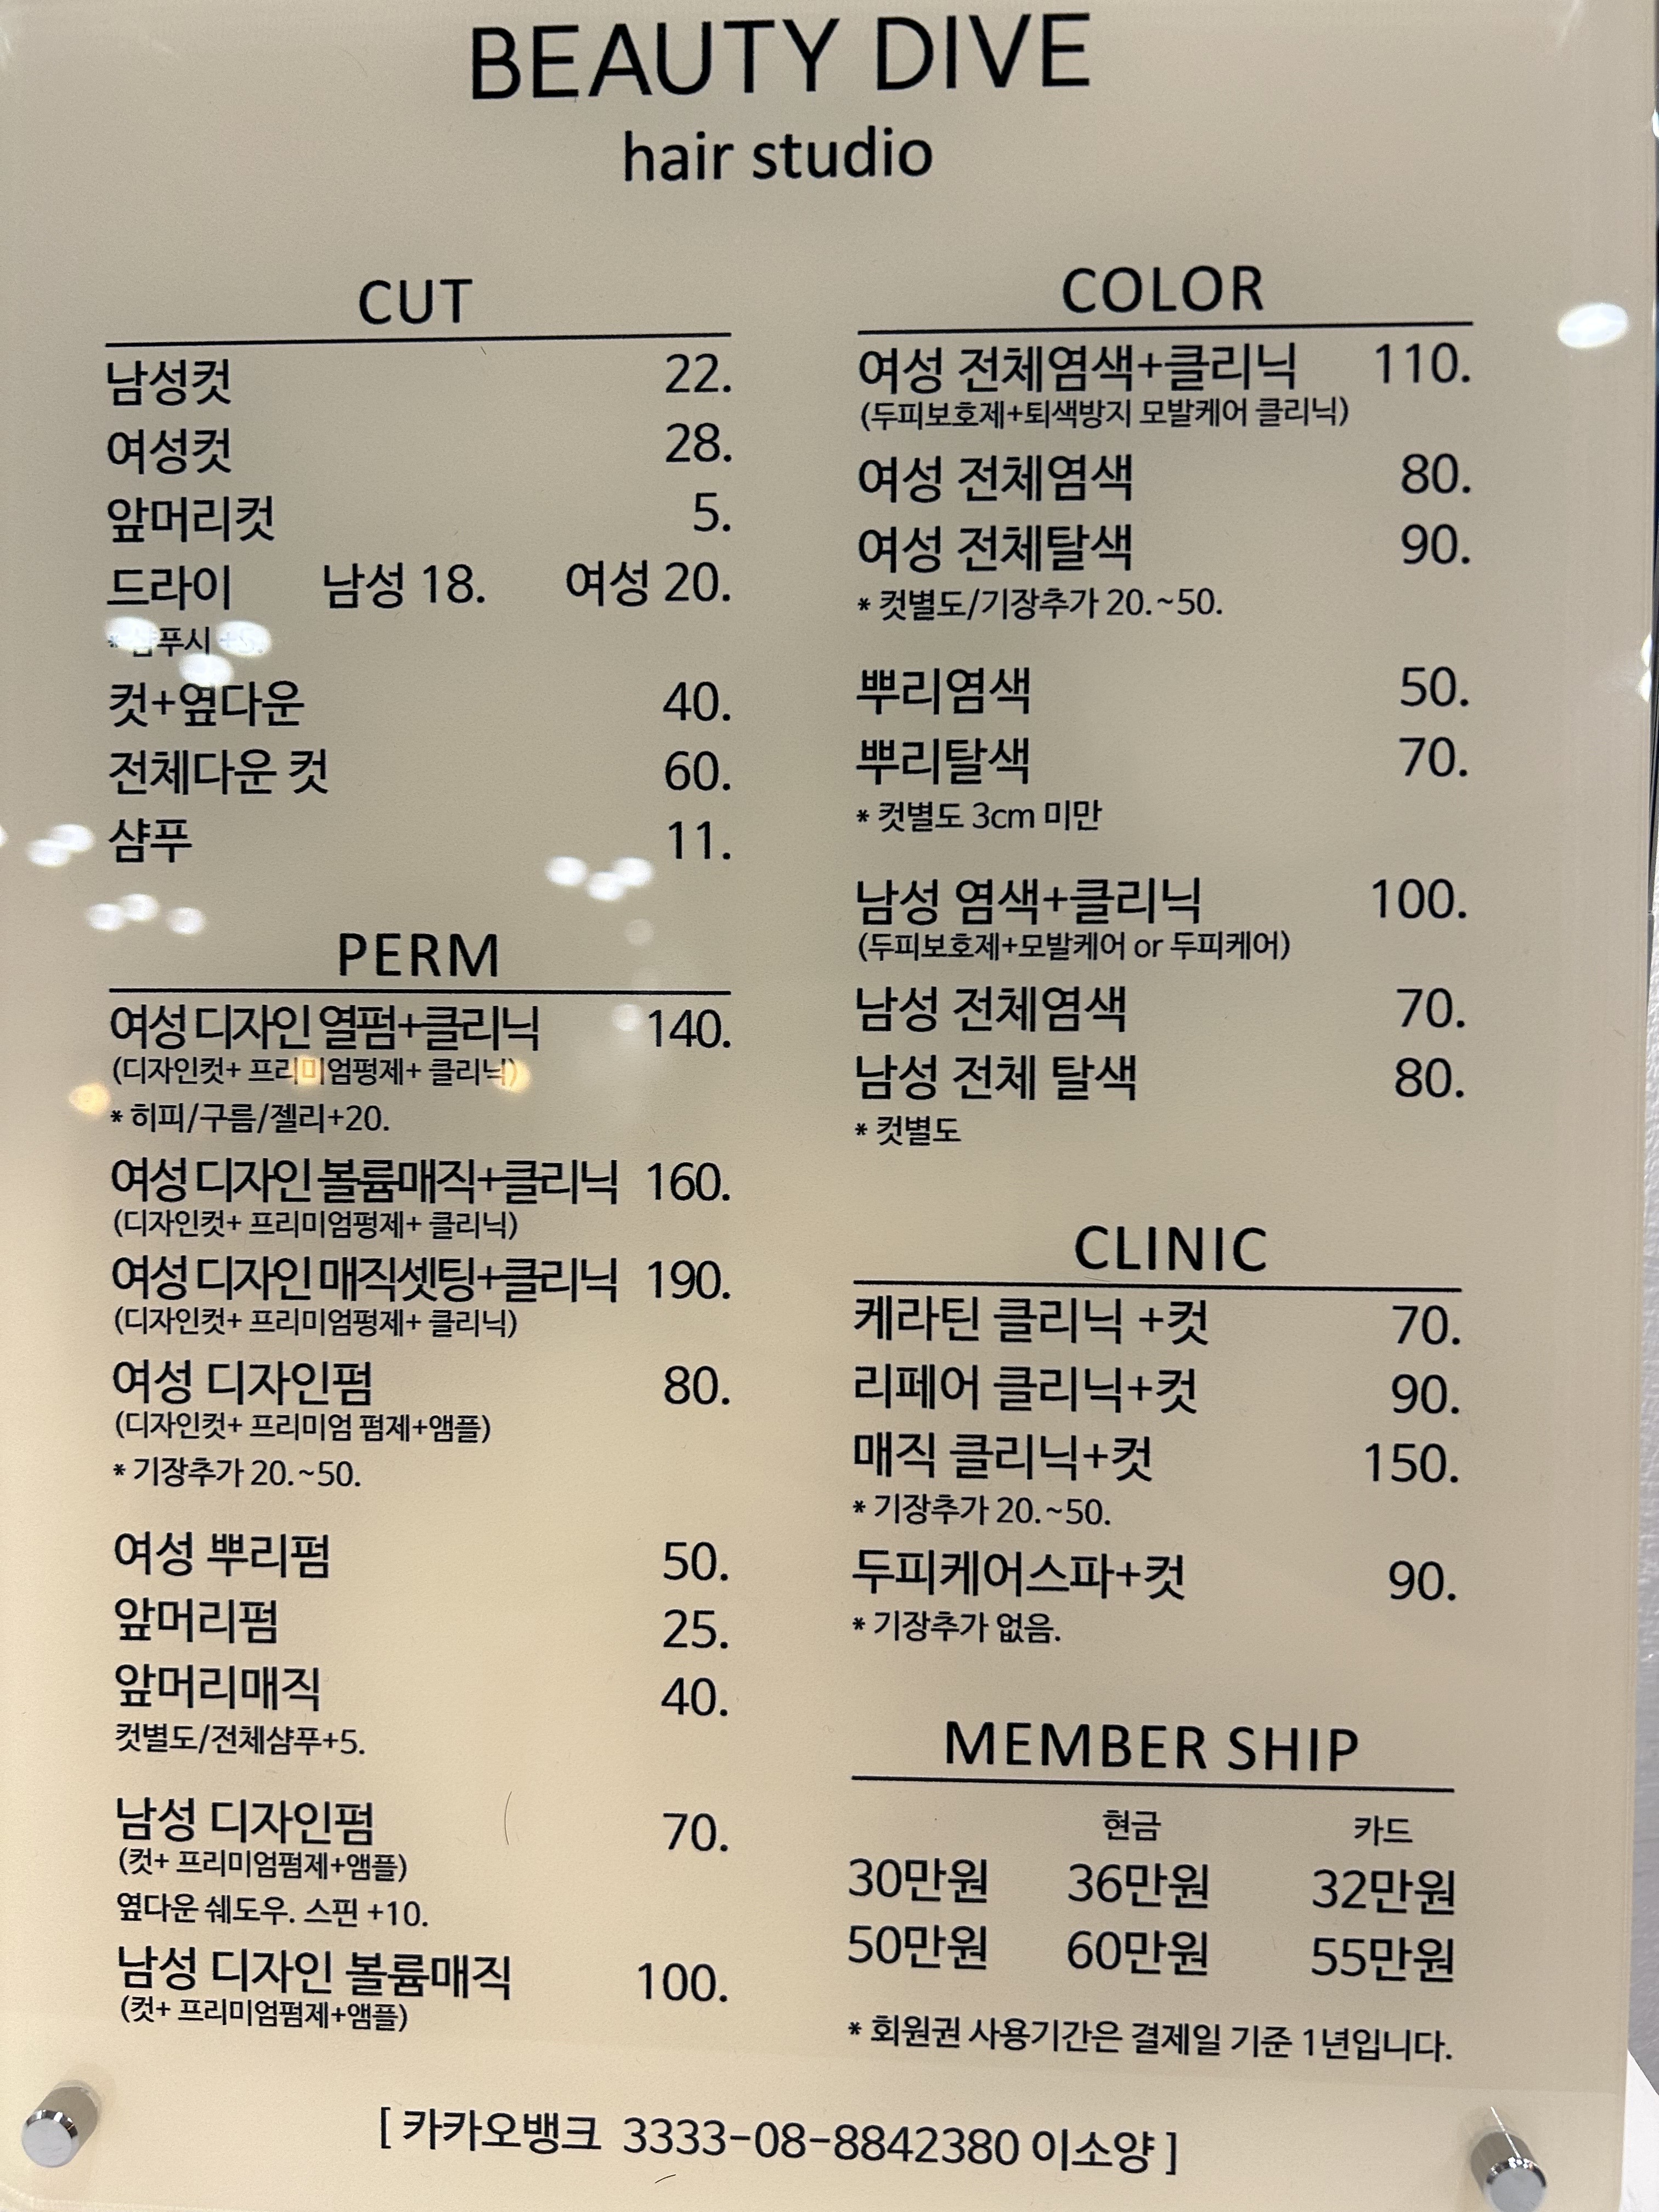 BEAUTY DIVE
hair studio
CUT
남성컷 22.
여성컷 28.
앞머리컷 5.
드라이 남성 18. 여성 20.
* 샴푸시
컷+옆다운 40.
전체다운 컷 60.
샴푸 11.
PERM
여성 디자인 열펌+클리닉 140.
(디자인컷+ 프리미엄펑제+ 클리닉)
* 히피/구름/젤리+20.
여성 디자인 볼륨매직+클리닉 160.
(디자인컷+ 프리미엄펑제+ 클리닉)
여성 디자인 매직셋팅+클리닉 190.
(디자인컷+ 프리미엄펑제+ 클리닉)
여성 디자인펌 80.
(디자인컷+ 프리미엄 펌제+앰플)
* 기장추가 20.~50.
여성 뿌리펌 50.
앞머리펌 25.
앞머리매직 40.
컷별도/전체샴푸+5.
남성 디자인펌 70.
(컷+ 프리미엄펌제+앰플)
옆다운 쉐도우. 스핀 +10.
남성 디자인 볼륨매직 100.
(컷+ 프리미엄펌제+앰플)
COLOR
여성 전체염색+클리닉 110.
(두피보호제+퇴색방지 모발케어 클리닉)
여성 전체염색 80.
여성 전체탈색 90.
* 컷별도/기장추가 20.~50.
뿌리염색 50.
뿌리탈색 70.
* 컷별도 3cm 미만
남성 염색+클리닉 100.
(두피보호제+모발케어 or 두피케어)
남성 전체염색 70.
남성 전체 탈색 80.
* 컷별도
CLINIC
케라틴 클리닉 +컷 70.
리페어 클리닉+컷 90.
매직 클리닉+컷 150.
* 기장추가 20.~50.
두피케어스파+컷 90.
* 기장추가 없음.
MEMBER SHIP
현금 카드
30만원 36만원 32만원
50만원 60만원 55만원
* 회원권 사용기간은 결제일 기준 1년입니다.
[ 카카오뱅크 3333-08-8842380 이소양 ]